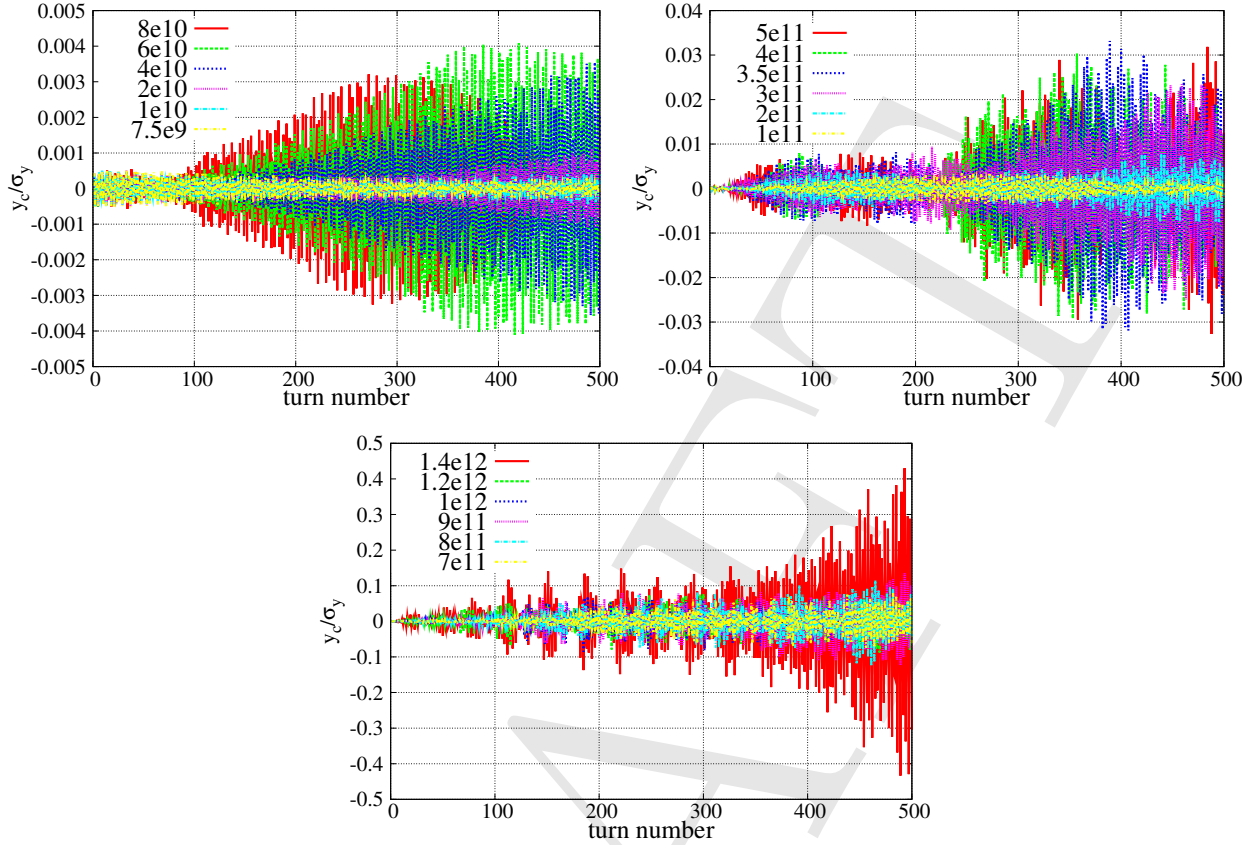 0.005
0.004
0.003
0.002
0.001
0
-0.001
-0.002
-0.003
-0.004
-0.005
y_c/σ_y
8e10
6e10
4e10
2e10
1e10
7.5e9
0 100 200 300 400 500
turn number
0.04
0.03
0.02
0.01
0
-0.01
-0.02
-0.03
-0.04
y_c/σ_y
5e11
4e11
3.5e11
3e11
2e11
1e11
0 100 200 300 400 500
turn number
0.5
0.4
0.3
0.2
0.1
0
-0.1
-0.2
-0.3
-0.4
-0.5
y_c/σ_y
1.4e12
1.2e12
1e12
9e11
8e11
7e11
0 100 200 300 400 500
turn number